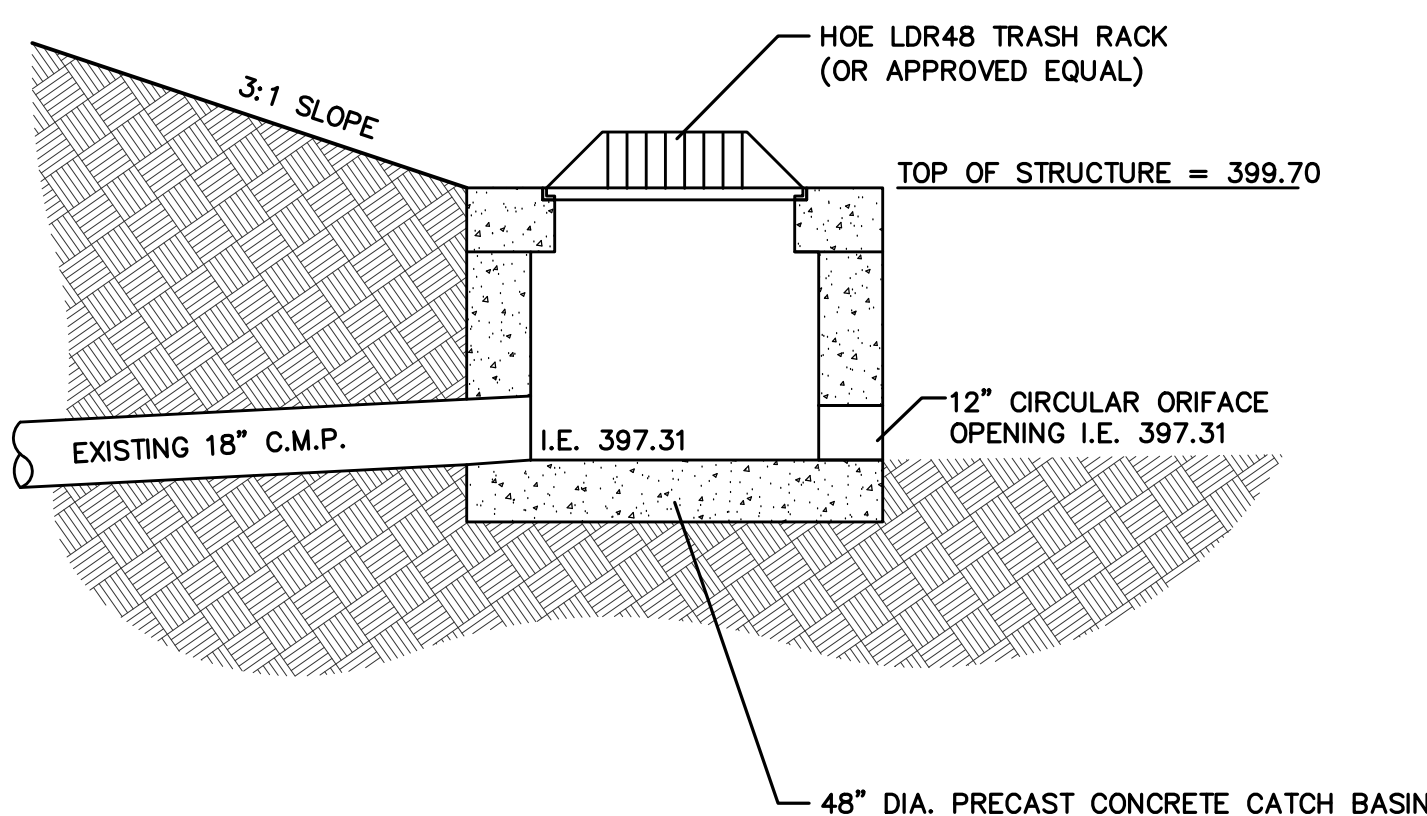 HOE LDR48 TRASH RACK
(OR APPROVED EQUAL)
3:1 SLOPE
TOP OF STRUCTURE = 399.70
12” CIRCULAR ORIFACE
OPENING I.E. 397.31
EXISTING 18” C.M.P.
I.E. 397.31
48” DIA. PRECAST CONCRETE CATCH BASIN